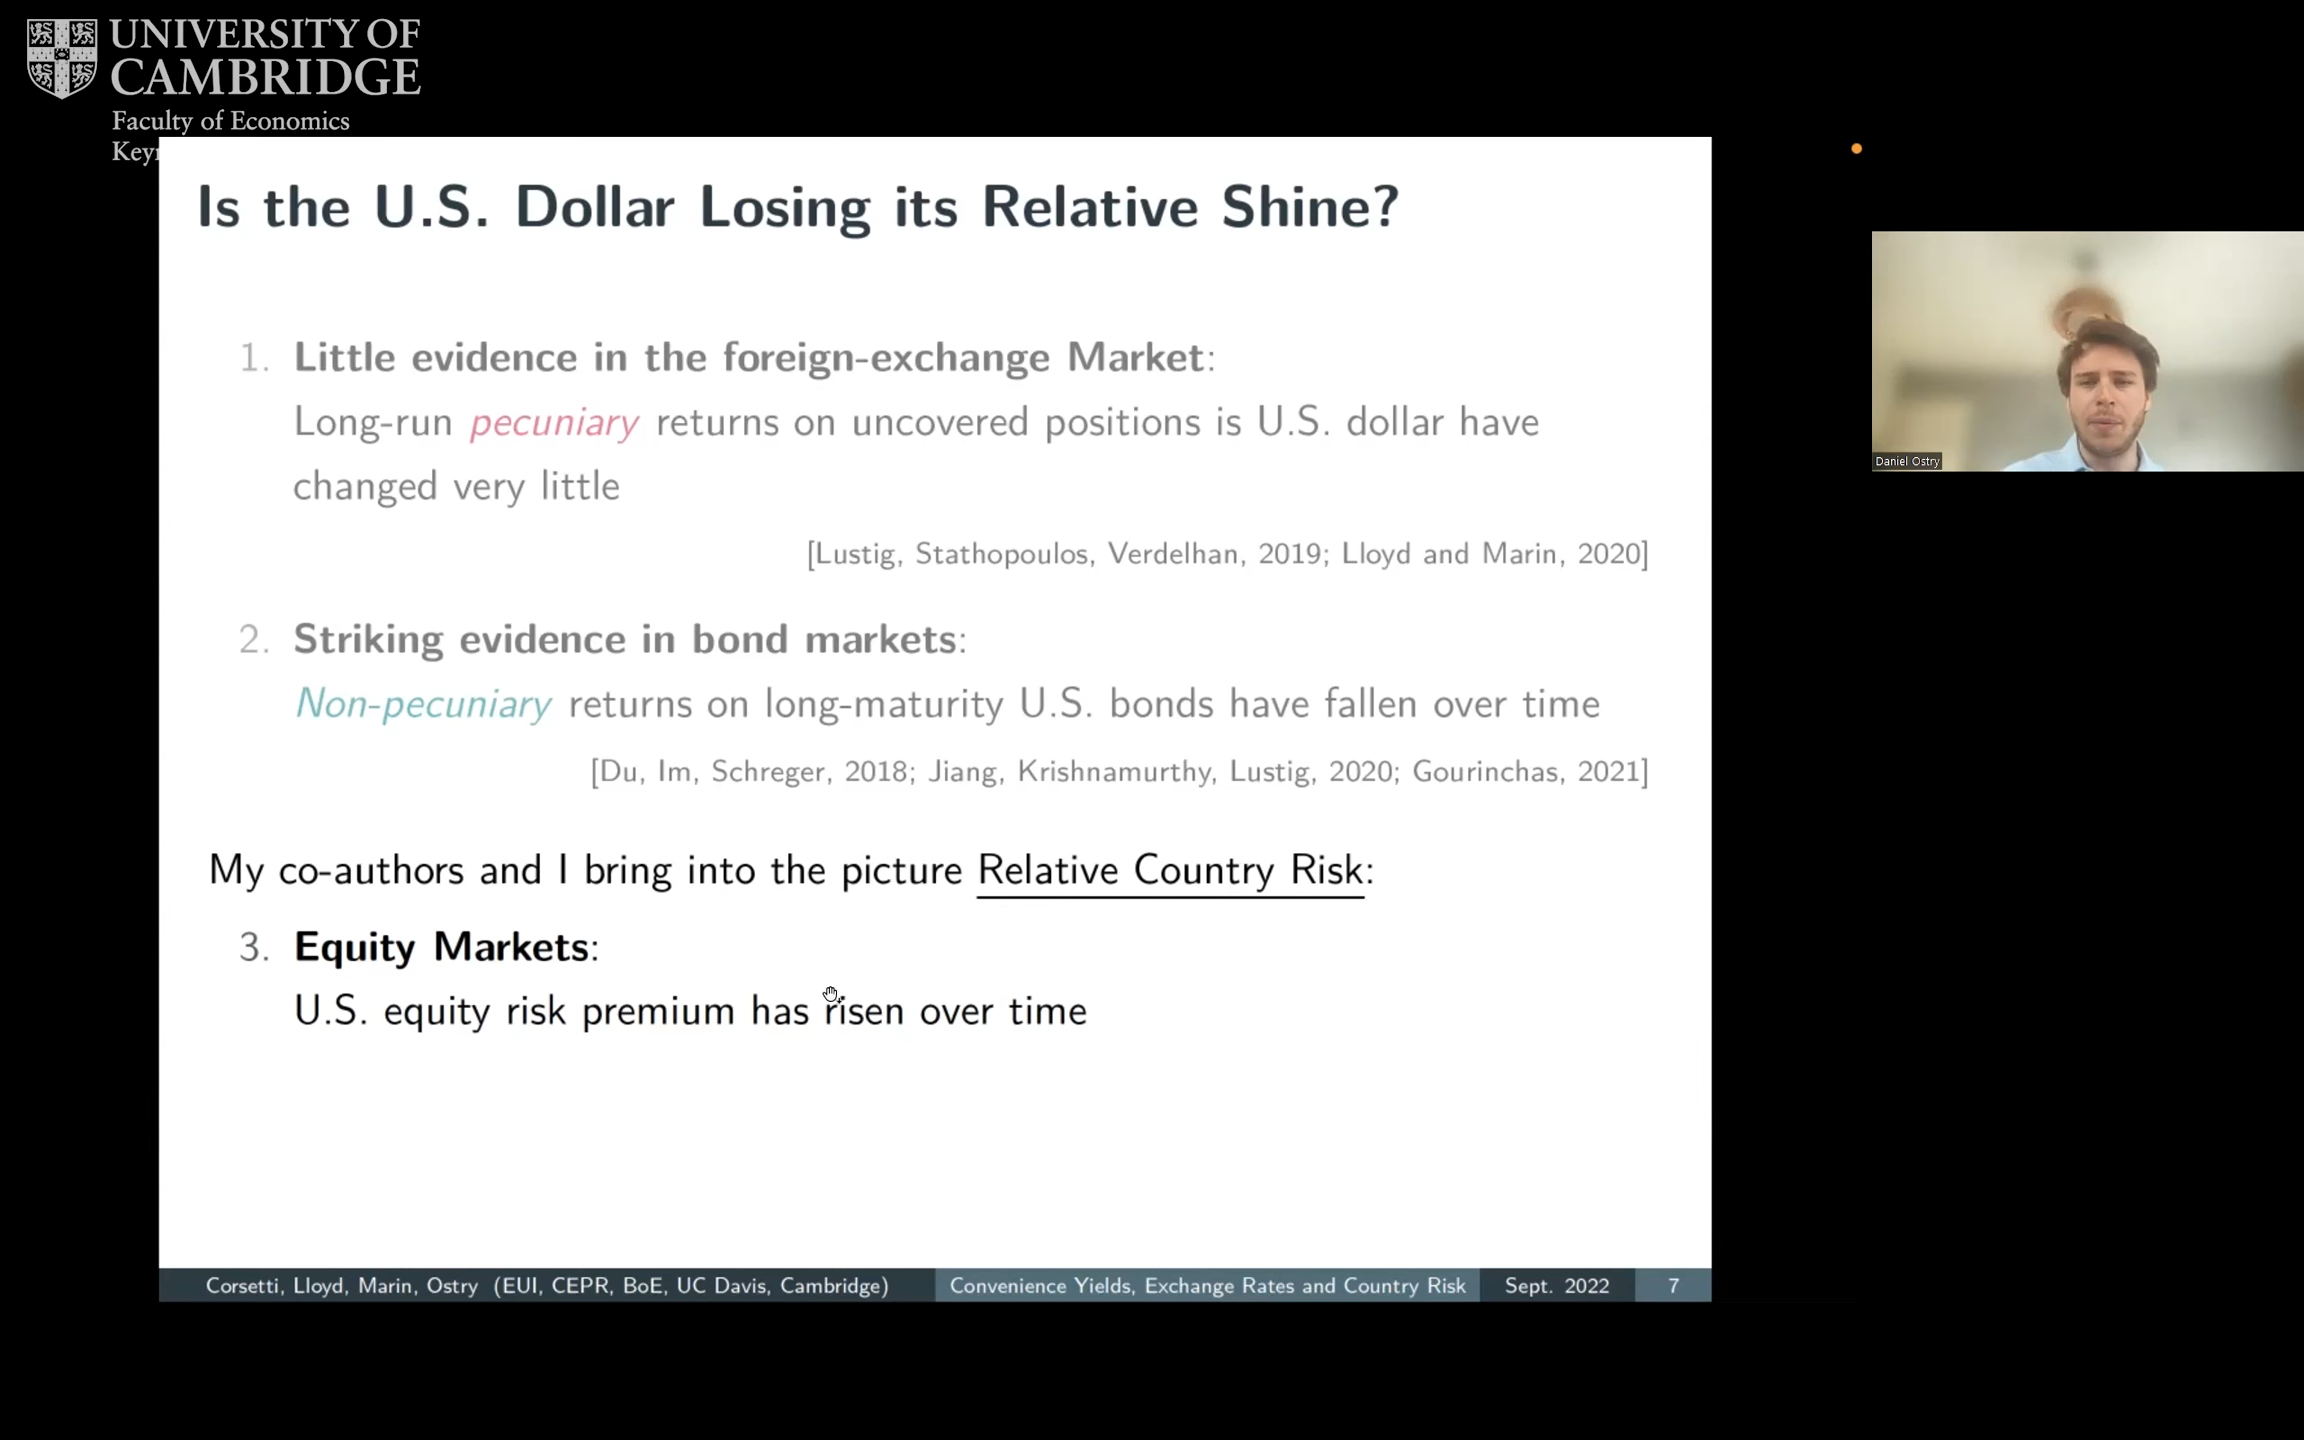 UNIVERSITY OF
CAMBRIDGE
Faculty of Economics
Is the U.S. Dollar Losing its Relative Shine?
1. Little evidence in the foreign-exchange Market:
Long-run pecuniary returns on uncovered positions is U.S. dollar have
changed very little
[Lustig, Stathopoulos, Verdelhan, 2019; Lloyd and Marin, 2020]
2. Striking evidence in bond markets:
Non-pecuniary returns on long-maturity U.S. bonds have fallen over time
[Du, Im, Schreger, 2018; Jiang, Krishnamurthy, Lustig, 2020; Gourinchas, 2021]
My co-authors and I bring into the picture Relative Country Risk:
3. Equity Markets:
U.S. equity risk premium has risen over time
Corsetti, Lloyd, Marin, Ostry (EUI, CEPR, BoE, UC Davis, Cambridge)
Convenience Yields, Exchange Rates and Country Risk
Sept. 2022
7
Daniel Ostry